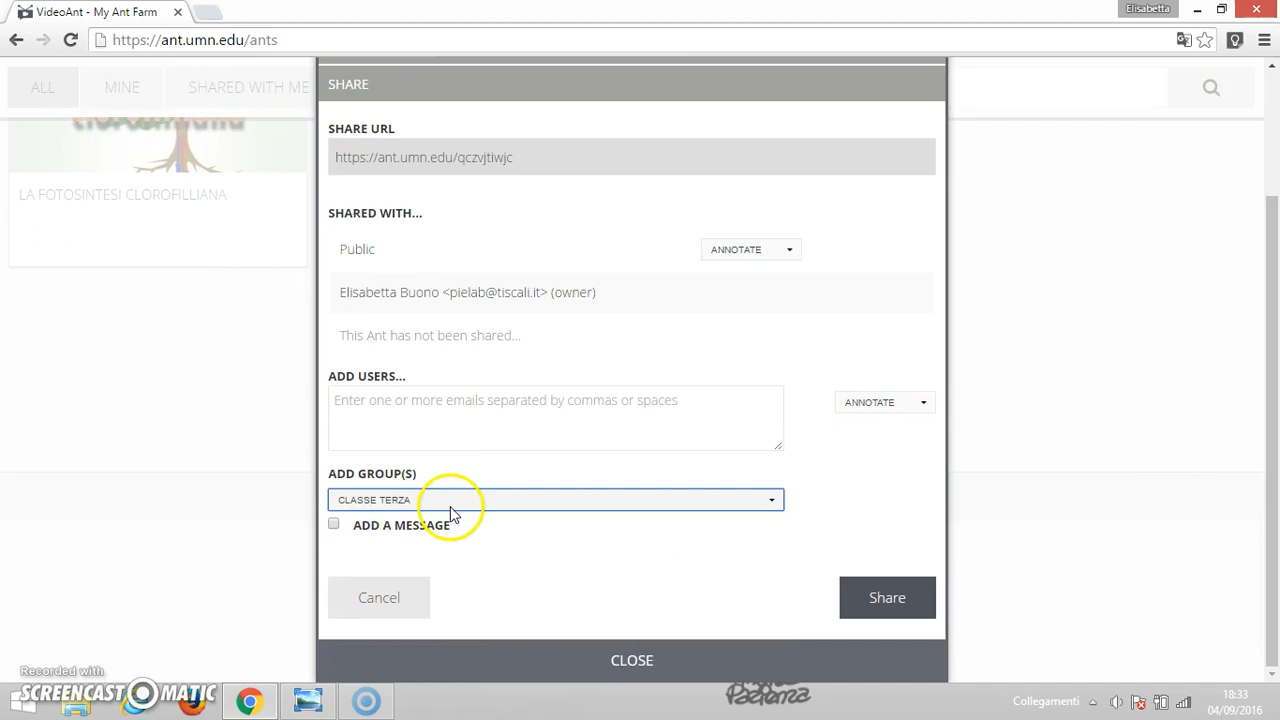 VideoAnt - My Ant Farm
Elisabetta
https://ant.umn.edu/ants
ALL
MINE
SHARED WITH ME
LA FOTOSINTESI CLOROFILLIANA
SHARE
SHARE URL
https://ant.umn.edu/qczvjtiwjc
SHARED WITH...
Public
ANNOTATE
Elisabetta Buono <pielab@tiscali.it> (owner)
This Ant has not been shared...
ADD USERS...
Enter one or more emails separated by commas or spaces
ANNOTATE
ADD GROUP(S)
CLASSE TERZA
ADD A MESSAGE
Cancel
Share
CLOSE
Recorded with
SCREENCAST MATIC
Collegamenti
18:33
04/09/2016